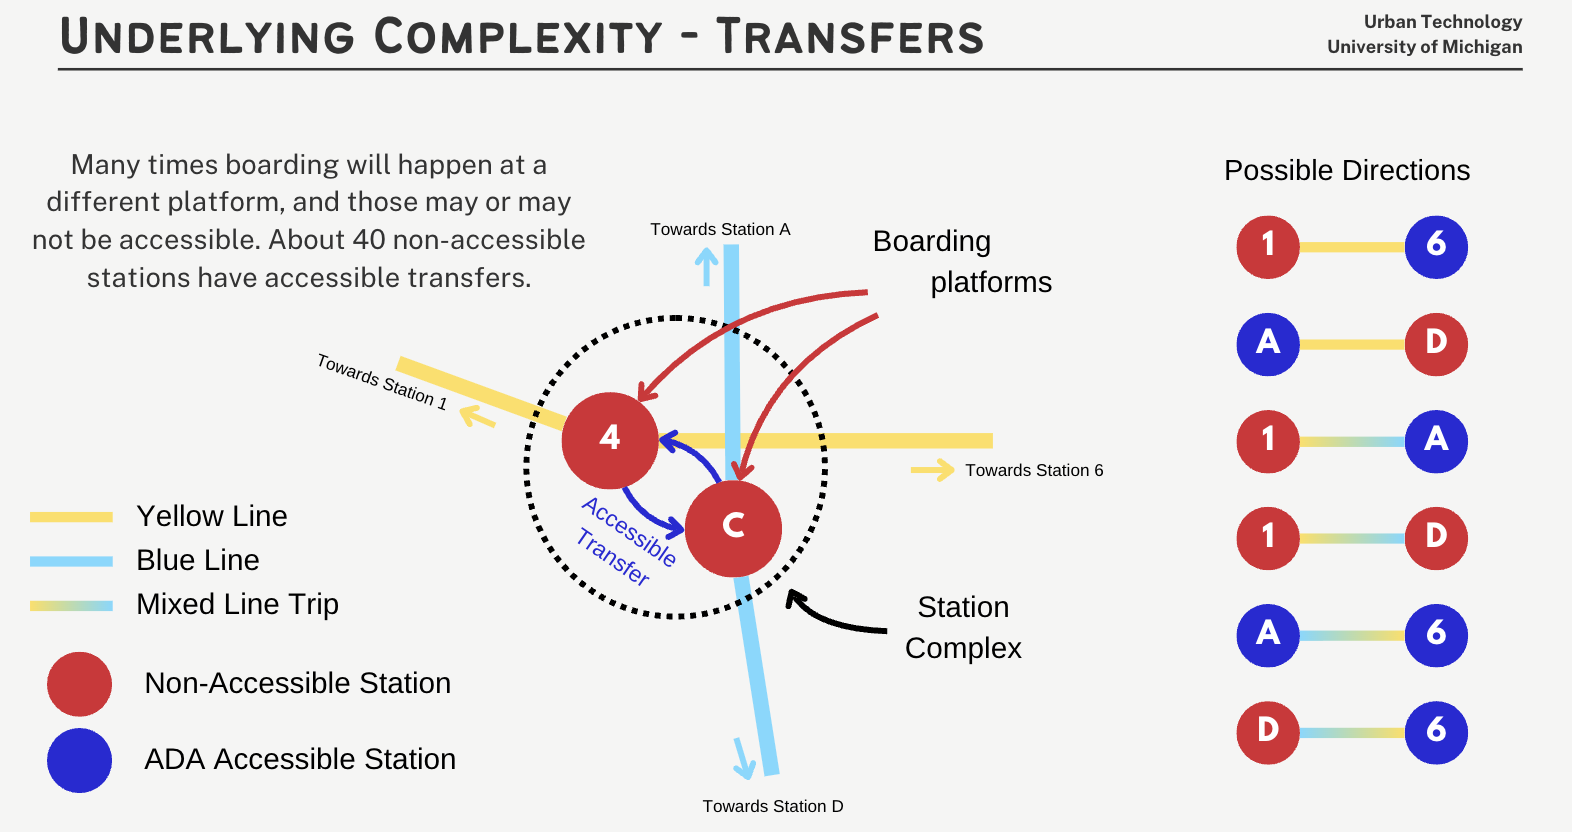 UNDERLYING COMPLEXITY - TRANSFERS
Urban Technology
University of Michigan
Many times boarding will happen at a
different platform, and those may or may
not be accessible. About 40 non-accessible
stations have accessible transfers.
Towards Station A
Boarding
platforms
Towards Station 1
4
Towards Station 6
C
Accessible
Transfer
Station
Complex
Towards Station D
Yellow Line
Blue Line
Mixed Line Trip
Non-Accessible Station
ADA Accessible Station
Possible Directions
1 6
A D
1 A
1 D
A 6
D 6